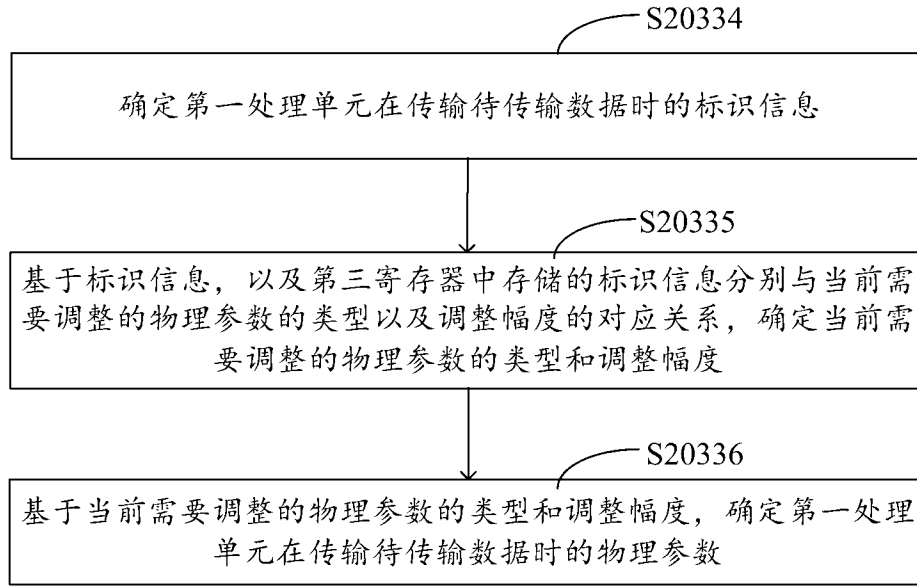 S20334
确定第一处理单元在传输待传输数据时的标识信息
S20335
基于标识信息，以及第三寄存器中存储的标识信息分别与当前需
要调整的物理参数的类型以及调整幅度的对应关系，确定当前需
要调整的物理参数的类型和调整幅度
S20336
基于当前需要调整的物理参数的类型和调整幅度，确定第一处理
单元在传输待传输数据时的物理参数